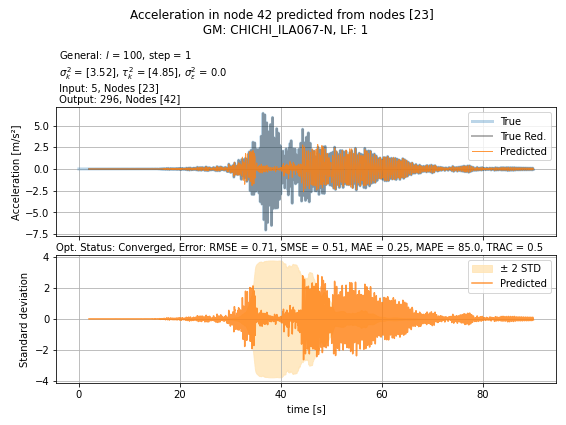 Acceleration in node 42 predicted from nodes [23]
GM: CHICHI_ILA067-N, LF: 1
General: l = 100, step = 1
σ²ₖ = [3.52], τ²ₖ = [4.85], σ²ε = 0.0
Input: 5, Nodes [23]
Output: 296, Nodes [42]
Acceleration [m/s²]
5.0
2.5
0.0
−2.5
−5.0
−7.5
True
True Red.
Predicted
Opt. Status: Converged, Error: RMSE = 0.71, SMSE = 0.51, MAE = 0.25, MAPE = 85.0, TRAC = 0.5
Standard deviation
4
2
0
−2
−4
± 2 STD
Predicted
0
20
40
60
80
time [s]